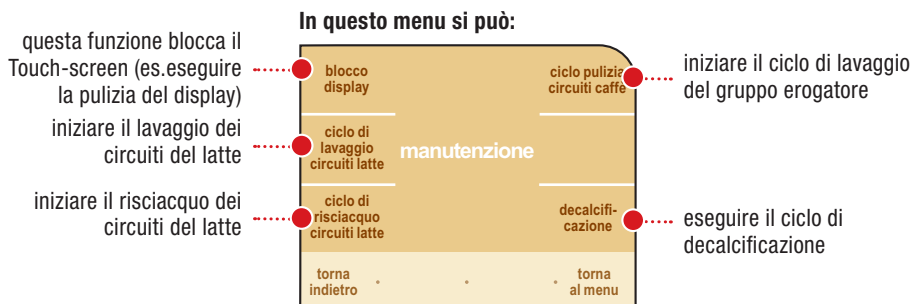 In questo menu si può:
questa funzione blocca il
Touch-screen (es.eseguire
la pulizia del display)
iniziare il lavaggio dei
circuiti del latte
iniziare il risciacquo dei
circuiti del latte
blocco
display
ciclo pulizia
circuiti caffè
ciclo di
lavaggio
circuiti latte
manutenzione
ciclo di
risciacquo
circuiti latte
decalcifi-
cazione
torna
indietro
torna
al menu
iniziare il ciclo di lavaggio
del gruppo erogatore
eseguire il ciclo di
decalcificazione